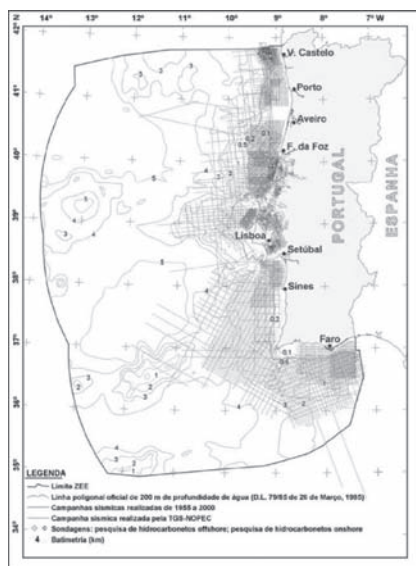 42° N 14° 13° 12° 11° 10° 9° 8° 7° W
V. Castelo
41°
Porto
Aveiro
40°
F. da Foz
PORTUGAL
ESPANHA
39°
Lisboa
Setúbal
38°
Sines
37°
Faro
36°
35°
34°
LEGENDA
Limite ZEE
Linha poligonal oficial de 200 m de profundidade de água (D.L. 79/85 de 26 de Março, 1985)
Campanhas sísmicas realizadas de 1955 a 2000
Campanha sísmica realizada pela TGS-NOPEC
Sondagens: pesquisa de hidrocarbonetos offshore; pesquisa de hidrocarbonetos onshore
4 Batimetria (km)